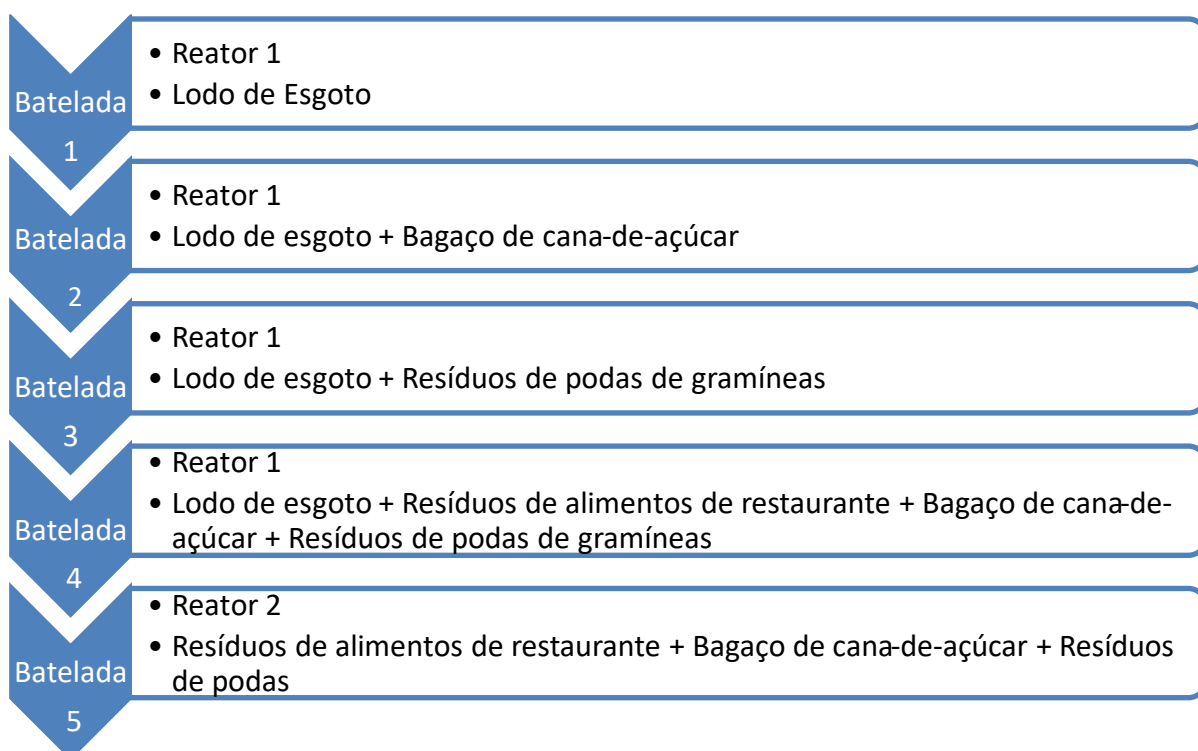 Batelada
1
• Reator 1
• Lodo de Esgoto
Batelada
2
• Reator 1
• Lodo de esgoto + Bagaço de cana-de-açúcar
Batelada
3
• Reator 1
• Lodo de esgoto + Resíduos de podas de gramíneas
Batelada
4
• Reator 1
• Lodo de esgoto + Resíduos de alimentos de restaurante + Bagaço de cana-de-
açúcar + Resíduos de podas de gramíneas
Batelada
5
• Reator 2
• Resíduos de alimentos de restaurante + Bagaço de cana-de-açúcar + Resíduos
de podas